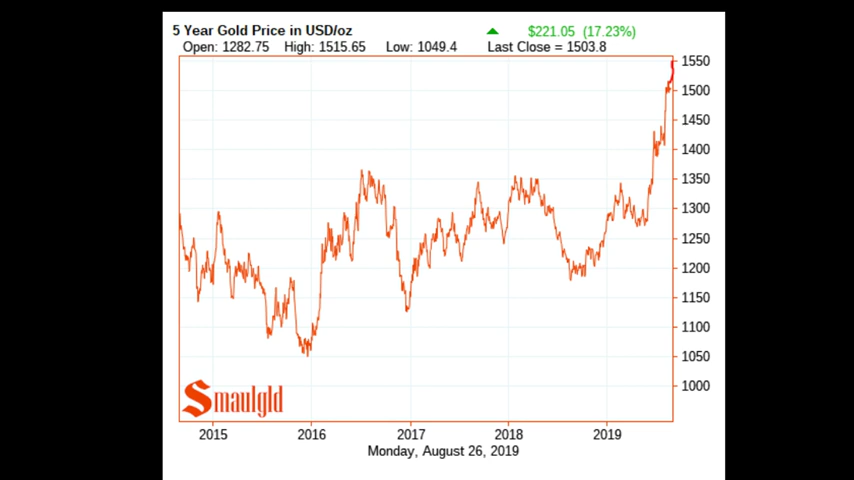 5 Year Gold Price in USD/oz
$221.05 (17.23%)
Open: 1282.75 High: 1515.65 Low: 1049.4 Last Close = 1503.8
1550
1500
1450
1400
1350
1300
1250
1200
1150
1100
1050
1000
Smaulgld
2015 2016 2017 2018 2019
Monday, August 26, 2019